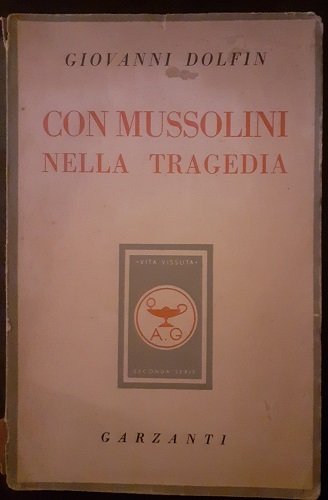 GIOVANNI DOLFIN
CON MUSSOLINI
NELLA TRAGEDIA
•VITA VISSUTA•
A.G
SECONDA SERIE
GARZANTI